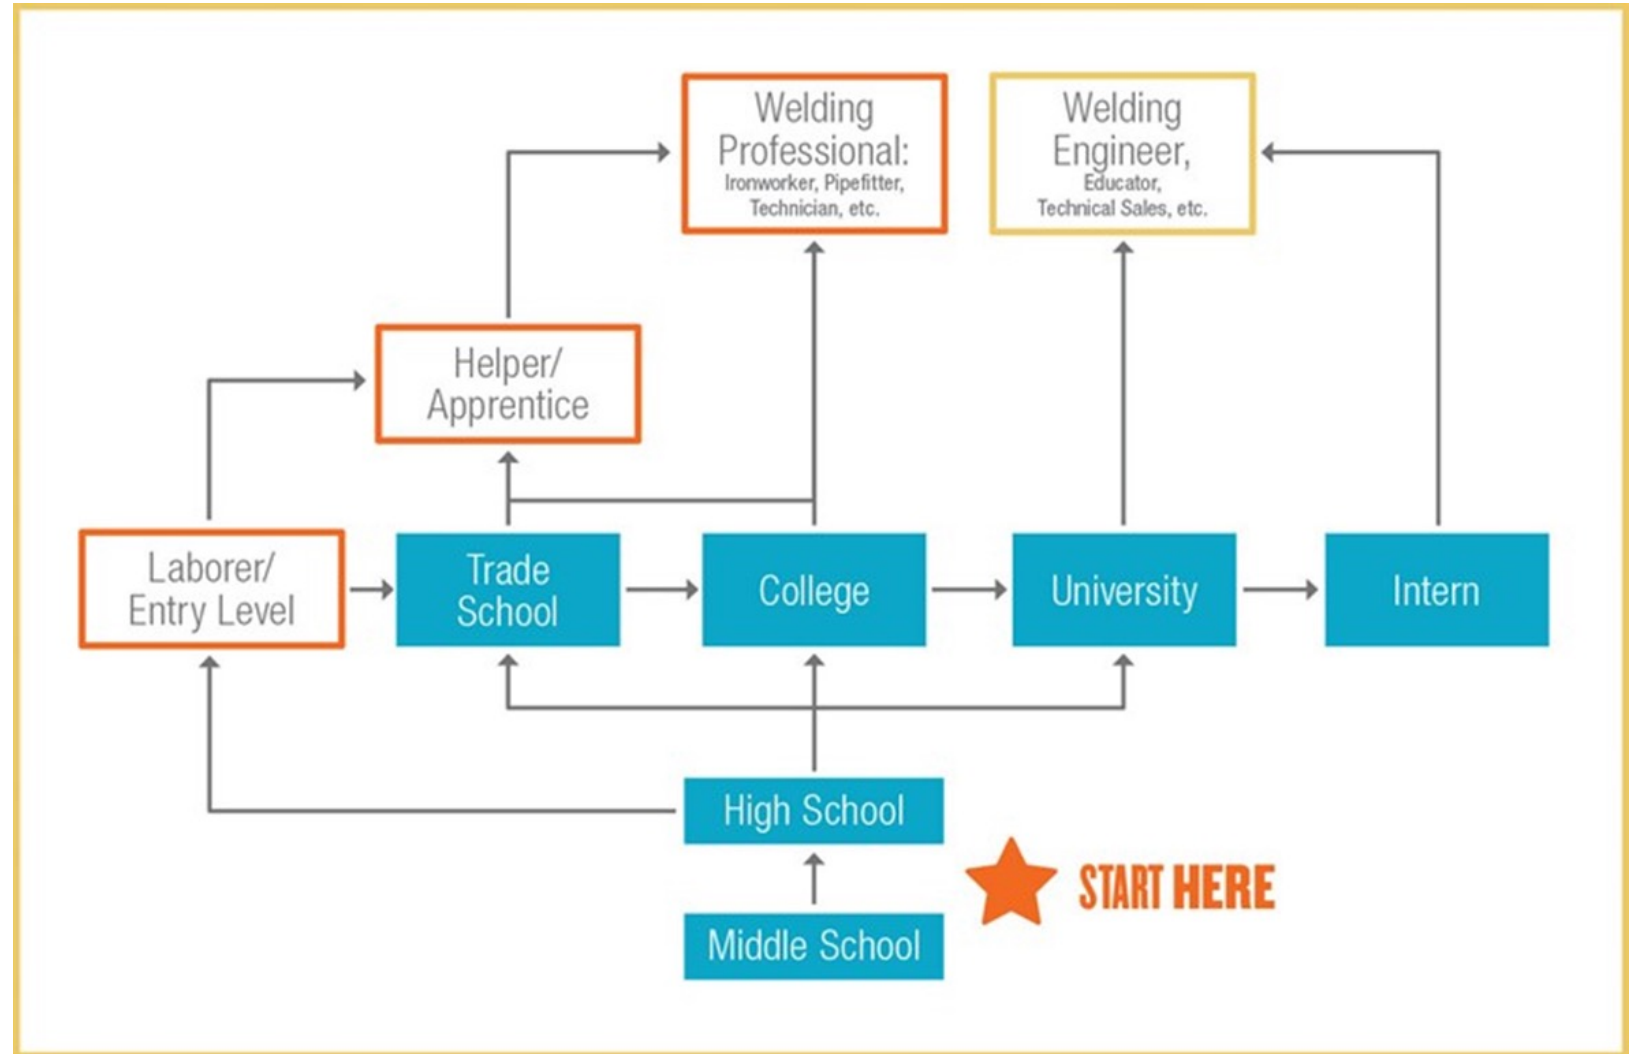 Welding
Professional:
Ironworker, Pipefitter,
Technician, etc.
Welding
Engineer,
Educator,
Technical Sales, etc.
Helper/
Apprentice
Laborer/
Entry Level
Trade
School
College
University
Intern
High School
START HERE
Middle School